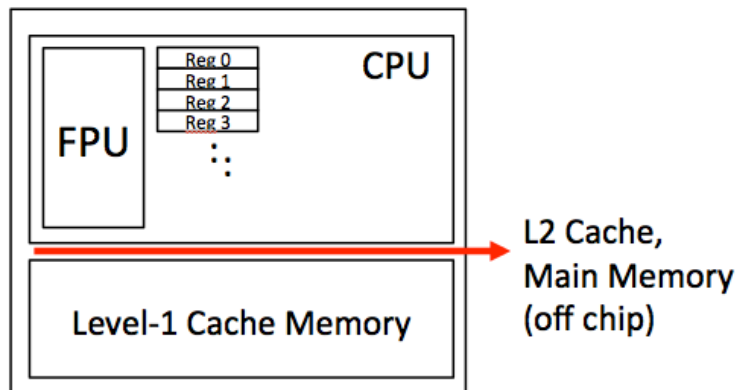 Reg 0
CPU
Reg 1
Reg 2
Reg 3
FPU
L2 Cache,
Main Memory
(off chip)
Level-1 Cache Memory